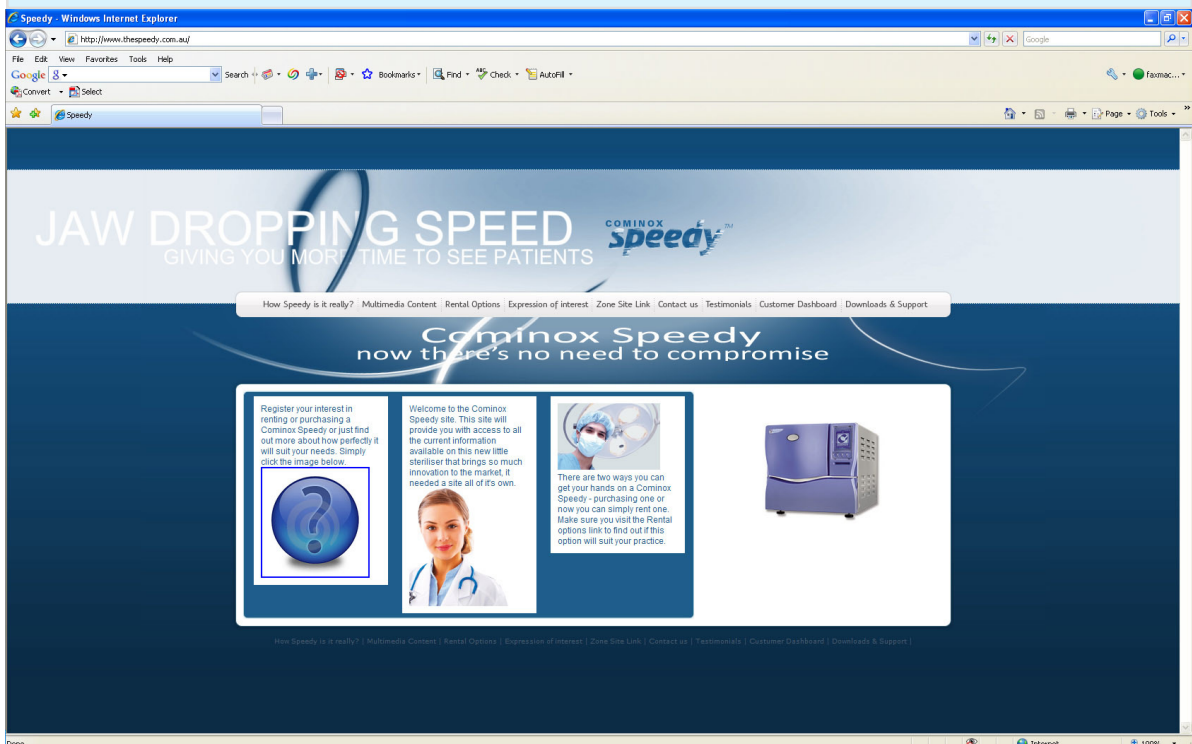 Speedy - Windows Internet Explorer
http://www.thespeedy.com.au/
Google
File Edit View Favorites Tools Help
Google Search Bookmarks Find Check AutoFill faxmac...
Convert Select
Speedy Page Tools
JAW DROPPING SPEED
GIVING YOU MORE TIME TO SEE PATIENTS
COMINOX
speedy™
How Speedy is it really? Multimedia Content Rental Options Expression of interest Zone Site Link Contact us Testimonials Customer Dashboard Downloads & Support
Cominox Speedy
now there's no need to compromise
Register your interest in
renting or purchasing a
Cominox Speedy or just find
out more about how perfectly it
will suit your needs. Simply
click the image below.
Welcome to the Cominox
Speedy site. This site will
provide you with access to all
the current information
available on this new little
steriliser that brings so much
innovation to the market, it
needed a site all of it's own.
There are two ways you can
get your hands on a Cominox
Speedy - purchasing one or
now you can simply rent one.
Make sure you visit the Rental
options link to find out if this
option will suit your practice.
How Speedy is it really? | Multimedia Content | Rental Options | Expression of interest | Zone Site Link | Contact us | Testimonials | Customer Dashboard | Downloads & Support |
Done Internet 100%